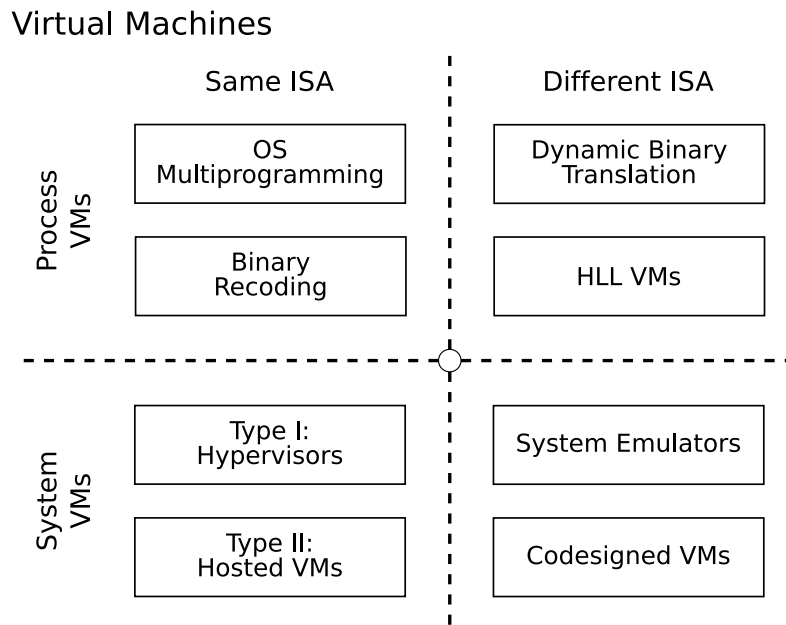 Virtual Machines
Same ISA
Different ISA
Process
VMs
OS
Multiprogramming
Dynamic Binary
Translation
Binary
Recoding
HLL VMs
System
VMs
Type I:
Hypervisors
System Emulators
Type II:
Hosted VMs
Codesigned VMs